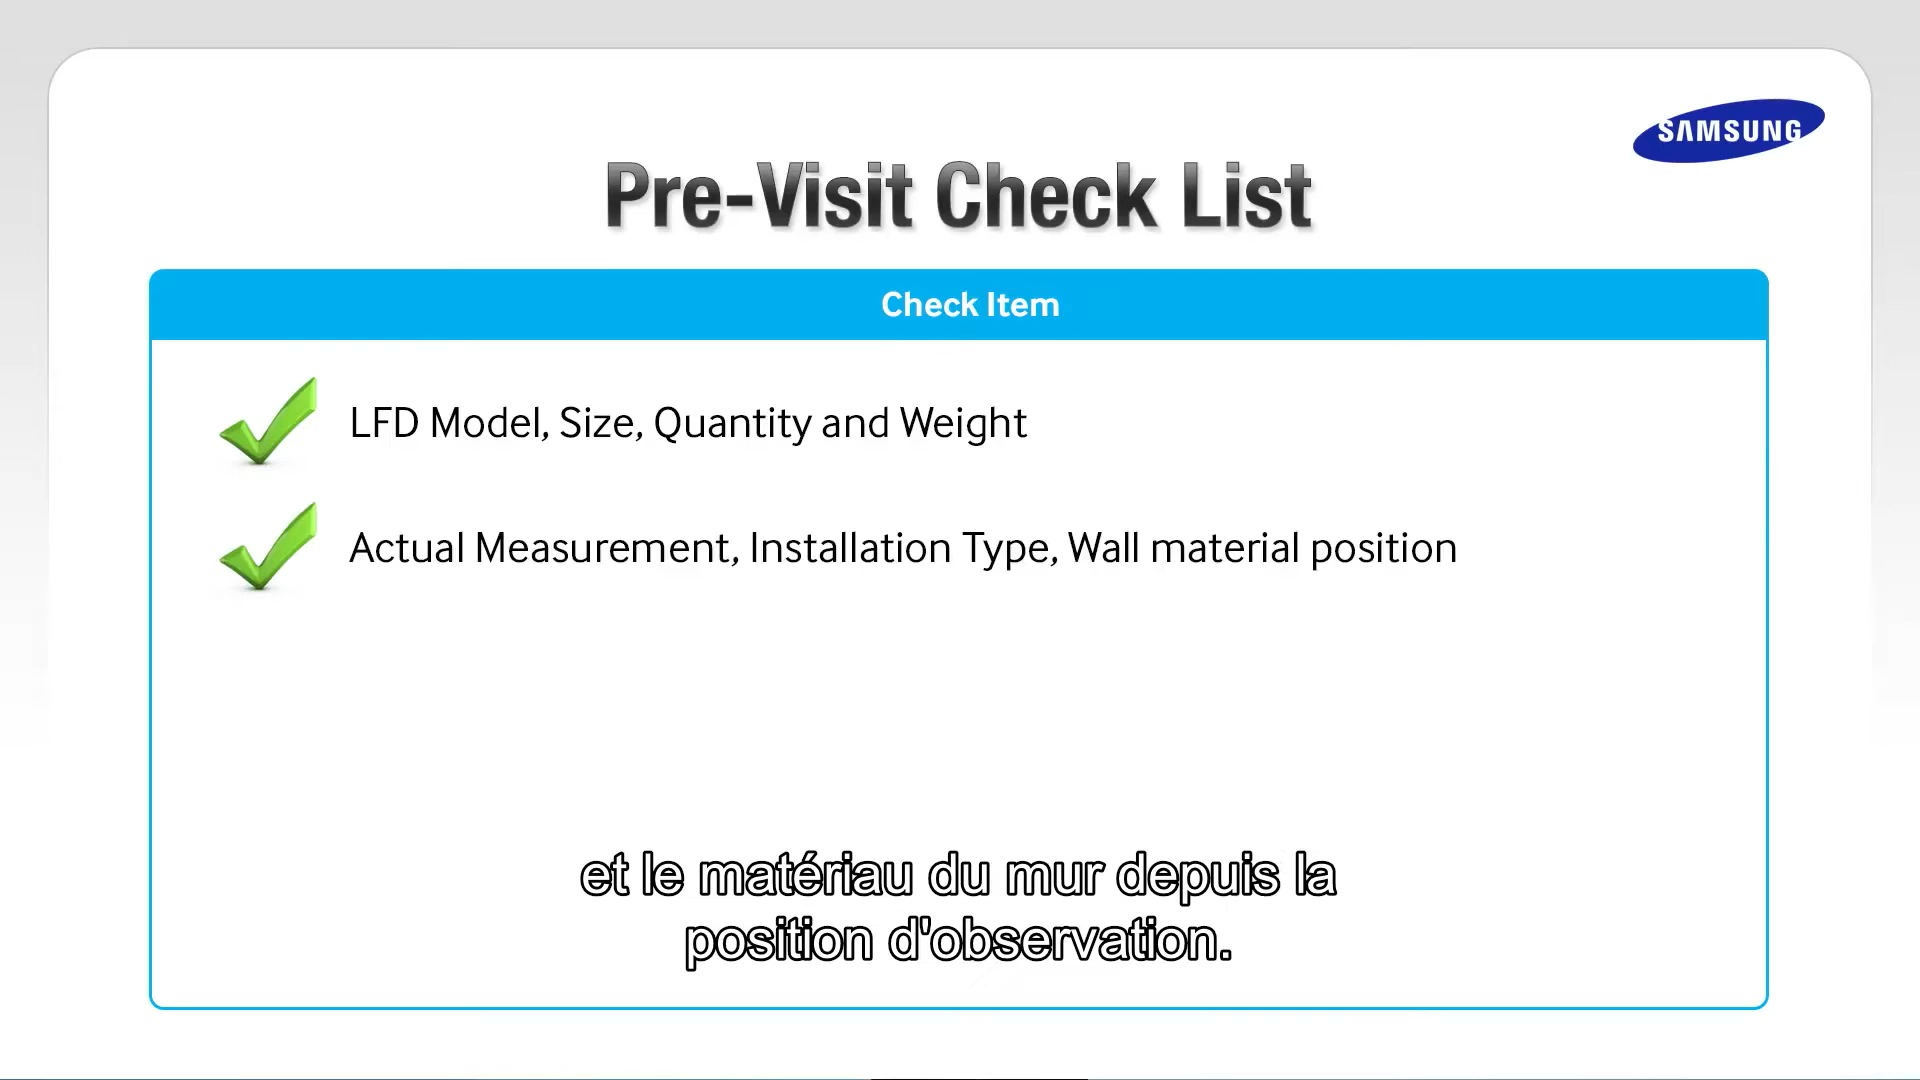 SAMSUNG
Pre-Visit Check List
Check Item
LFD Model, Size, Quantity and Weight
Actual Measurement, Installation Type, Wall material position
et le matériau du mur depuis la
position d'observation.